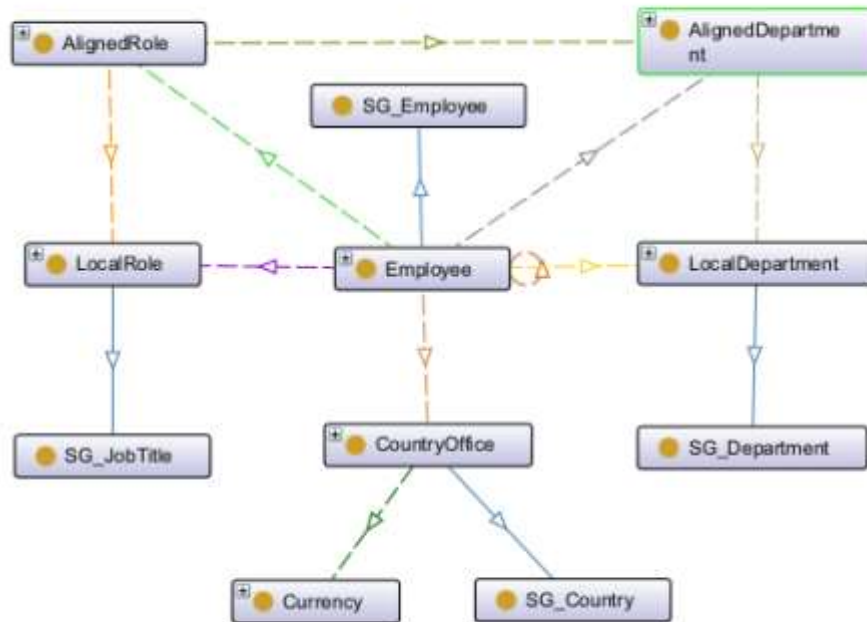 AlignedRole
AlignedDepartme
nt
SG_Employee
LocalRole
Employee
LocalDepartment
SG_JobTitle
CountryOffice
SG_Department
Currency
SG_Country